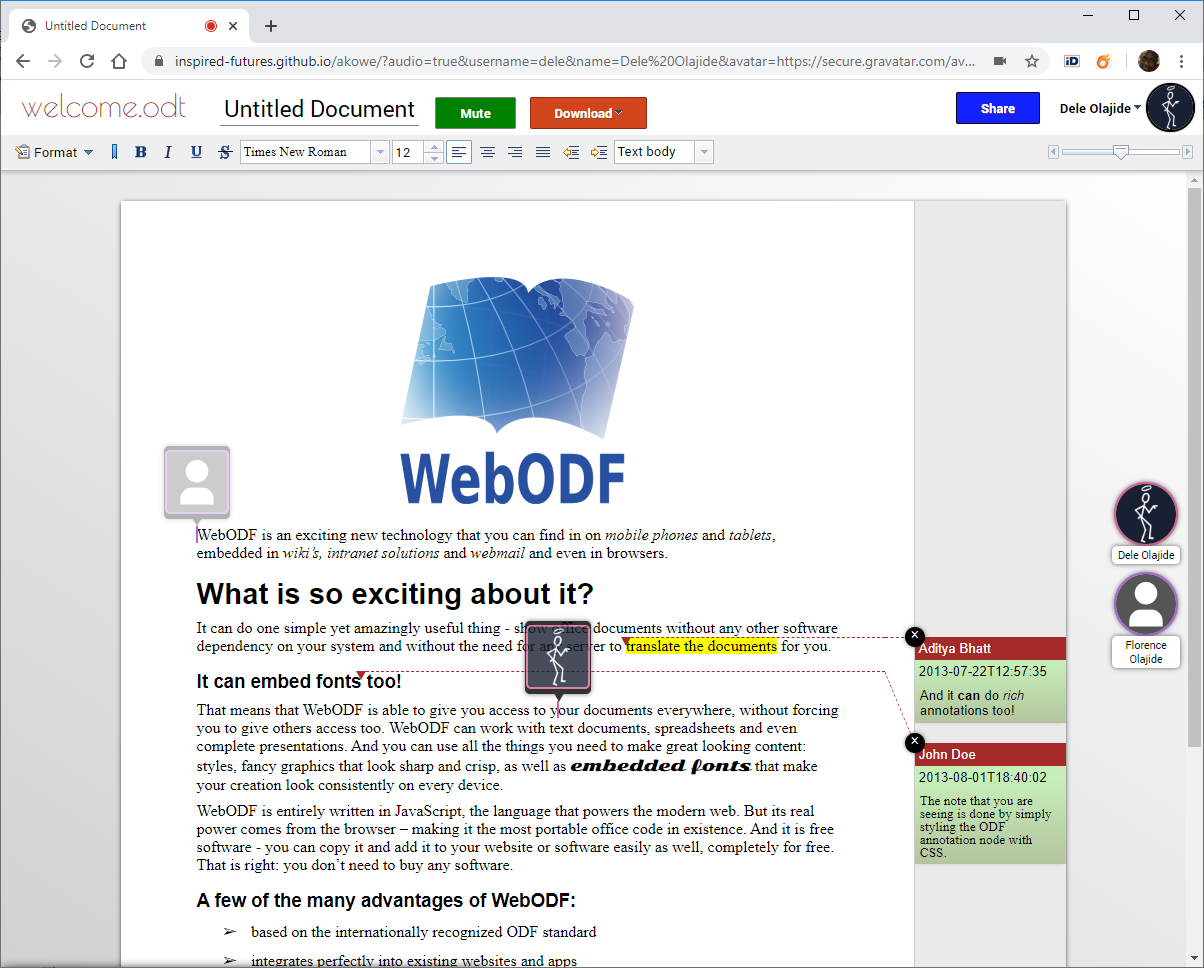 Untitled Document
inspired-futures.github.io/akowe/?audio=true&username=dele&name=Dele%20Olajide&avatar=https://secure.gravatar.com/av...
iD
welcome.odt
Untitled Document
Mute
Download
Share
Dele Olajide
Format
B
I
U
S
Times New Roman
12
Text body
WebODF
WebODF is an exciting new technology that you can find in on mobile phones and tablets,
embedded in wiki’s, intranet solutions and webmail and even in browsers.
What is so exciting about it?
It can do one simple yet amazingly useful thing - show office documents without any other software
dependency on your system and without the need for any server to translate the documents for you.
It can embed fonts too!
That means that WebODF is able to give you access to your documents everywhere, without forcing
you to give others access too. WebODF can work with text documents, spreadsheets and even
complete presentations. And you can use all the things you need to make great looking content:
styles, fancy graphics that look sharp and crisp, as well as embedded fonts that make
your creation look consistently on every device.
WebODF is entirely written in JavaScript, the language that powers the modern web. But its real
power comes from the browser – making it the most portable office code in existence. And it is free
software - you can copy it and add it to your website or software easily as well, completely for free.
That is right: you don’t need to buy any software.
A few of the many advantages of WebODF:
➢ based on the internationally recognized ODF standard
➢ integrates perfectly into existing websites and apps
Aditya Bhatt
2013-07-22T12:57:35
And it can do rich
annotations too!
John Doe
2013-08-01T18:40:02
The note that you are
seeing is done by simply
styling the ODF
annotation node with
CSS.
Dele Olajide
Florence
Olajide